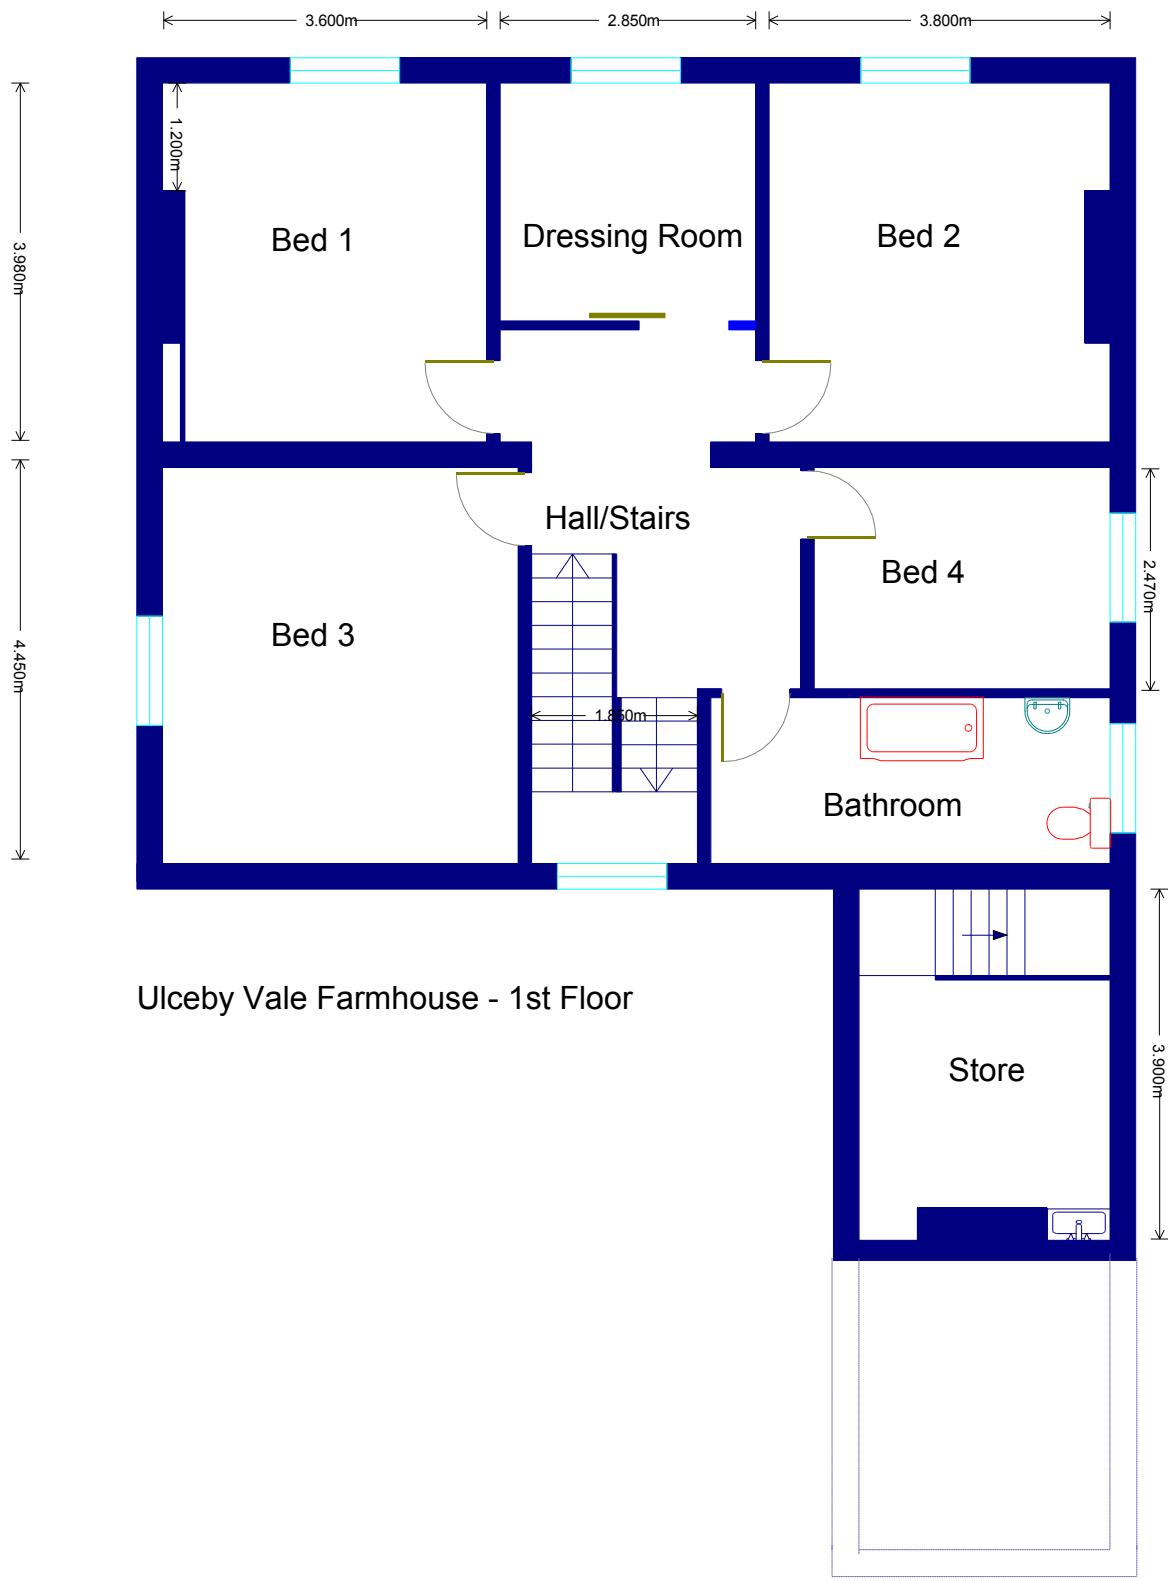 3.600m 2.850m 3.800m
1.200m
3.980m
Bed 1 Dressing Room Bed 2
Hall/Stairs
Bed 4
2.470m
4.450m
Bed 3
1.850m
Bathroom
Ulceby Vale Farmhouse - 1st Floor
Store
3.900m